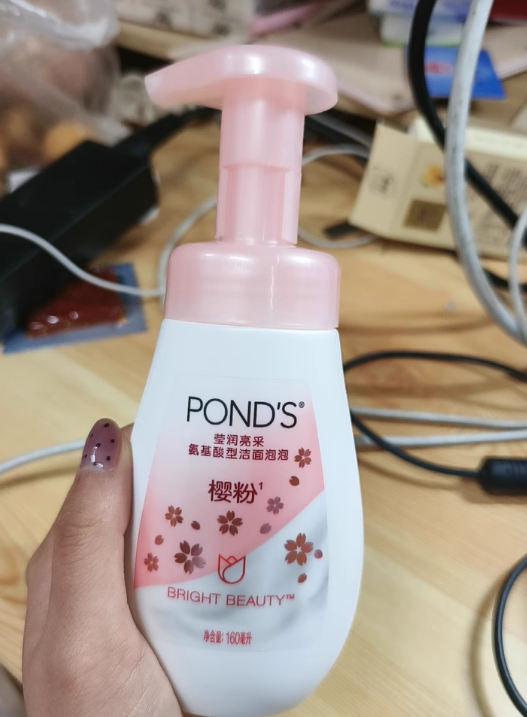 POND'S®
莹润亮采
氨基酸型洁面泡泡
樱粉¹
BRIGHT BEAUTY™
净含量: 160毫升